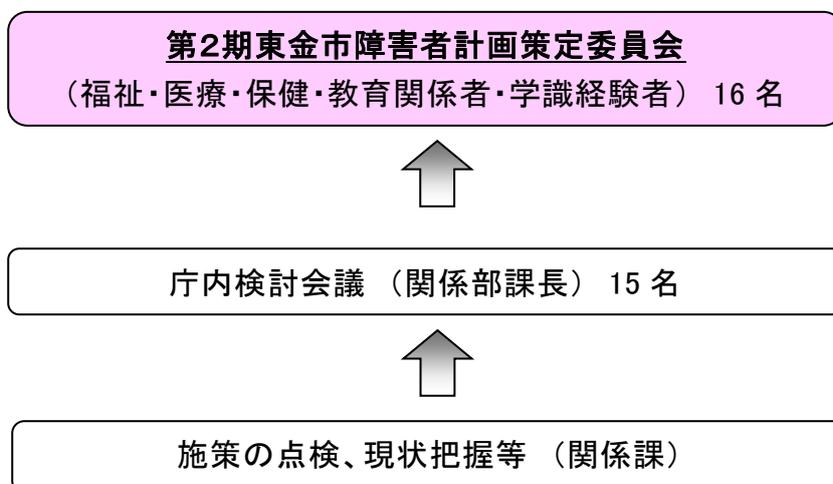 第2期東金市障害者計画策定委員会
（福祉・医療・保健・教育関係者・学識経験者） 16 名
庁内検討会議 （関係部課長） 15 名
施策の点検、現状把握等 （関係課）